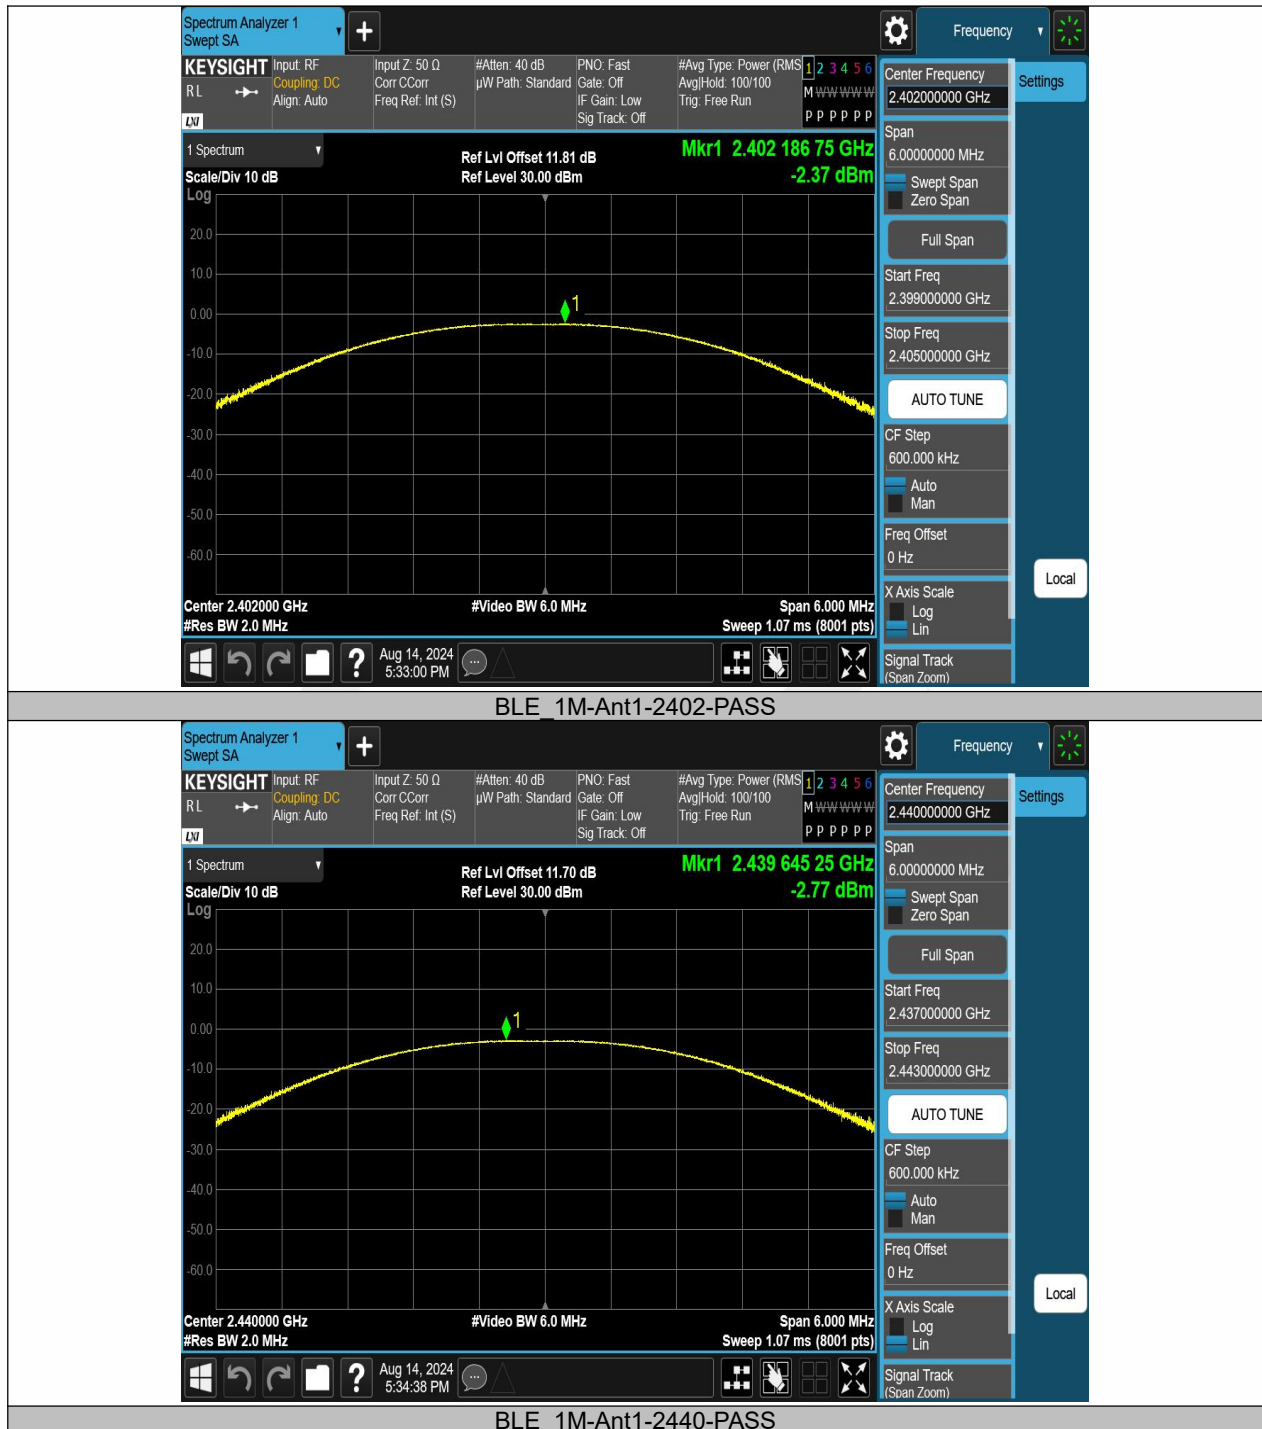 Spectrum Analyzer 1
Swept SA
+
Frequency
KEYSIGHT
RL
LXI
Input: RF
Coupling: DC
Align: Auto
Input Z: 50 Ω
Corr CCorr
Freq Ref: Int (S)
#Atten: 40 dB
µW Path: Standard
PNO: Fast
Gate: Off
IF Gain: Low
Sig Track: Off
#Avg Type: Power (RMS
Avg|Hold: 100/100
Trig: Free Run
1 2 3 4 5 6
M W W W W W
P P P P P P
1 Spectrum
Scale/Div 10 dB
Ref Lvl Offset 11.81 dB
Ref Level 30.00 dBm
Mkr1 2.402 186 75 GHz
-2.37 dBm
Log
20.0
10.0
0.00
-10.0
-20.0
-30.0
-40.0
-50.0
-60.0
1
Center 2.402000 GHz
#Res BW 2.0 MHz
#Video BW 6.0 MHz
Span 6.000 MHz
Sweep 1.07 ms (8001 pts)
?
Aug 14, 2024
5:33:00 PM
Center Frequency
2.402000000 GHz
Span
6.00000000 MHz
Swept Span
Zero Span
Full Span
Start Freq
2.399000000 GHz
Stop Freq
2.405000000 GHz
AUTO TUNE
CF Step
600.000 kHz
Auto
Man
Freq Offset
0 Hz
X Axis Scale
Log
Lin
Signal Track
(Span Zoom)
Settings
Local
BLE_1M-Ant1-2402-PASS
Spectrum Analyzer 1
Swept SA
+
Frequency
KEYSIGHT
RL
LXI
Input: RF
Coupling: DC
Align: Auto
Input Z: 50 Ω
Corr CCorr
Freq Ref: Int (S)
#Atten: 40 dB
µW Path: Standard
PNO: Fast
Gate: Off
IF Gain: Low
Sig Track: Off
#Avg Type: Power (RMS
Avg|Hold: 100/100
Trig: Free Run
1 2 3 4 5 6
M W W W W W
P P P P P P
1 Spectrum
Scale/Div 10 dB
Ref Lvl Offset 11.70 dB
Ref Level 30.00 dBm
Mkr1 2.439 645 25 GHz
-2.77 dBm
Log
20.0
10.0
0.00
-10.0
-20.0
-30.0
-40.0
-50.0
-60.0
1
Center 2.440000 GHz
#Res BW 2.0 MHz
#Video BW 6.0 MHz
Span 6.000 MHz
Sweep 1.07 ms (8001 pts)
?
Aug 14, 2024
5:34:38 PM
Center Frequency
2.440000000 GHz
Span
6.00000000 MHz
Swept Span
Zero Span
Full Span
Start Freq
2.437000000 GHz
Stop Freq
2.443000000 GHz
AUTO TUNE
CF Step
600.000 kHz
Auto
Man
Freq Offset
0 Hz
X Axis Scale
Log
Lin
Signal Track
(Span Zoom)
Settings
Local
BLE_1M-Ant1-2440-PASS